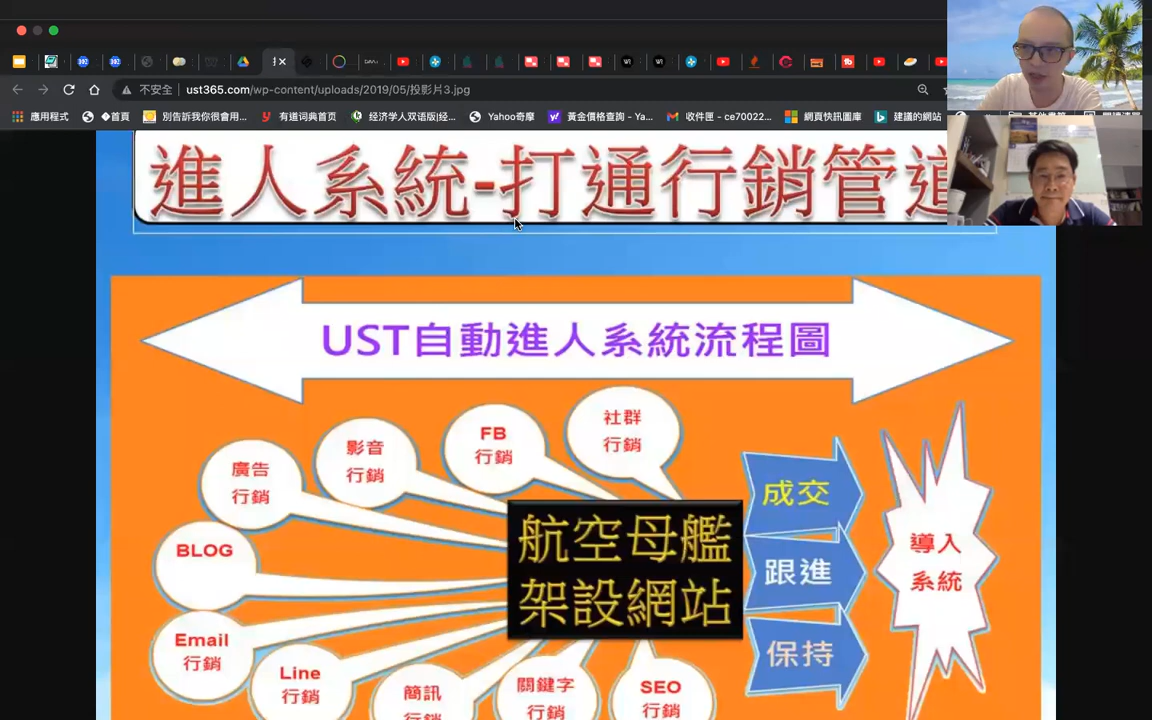 不安全 ust365.com/wp-content/uploads/2019/05/投影片3.jpg
應用程式 �首頁 別告訴我你很會用... 有道词典首页 经济学人双语版(经... Yahoo奇摩 黃金價格查詢 - Ya... 收件匣 - ce70022... 網頁快訊圖庫 建議的網站
進人系統-打通行銷管道
UST自動進人系統流程圖
社群
行銷
FB
行銷
影音
行銷
廣告
行銷
BLOG
Email
行銷
Line
行銷
簡訊
行銷
關鍵字
行銷
SEO
行銷
航空母艦
架設網站
成交
跟進
保持
導入
系統